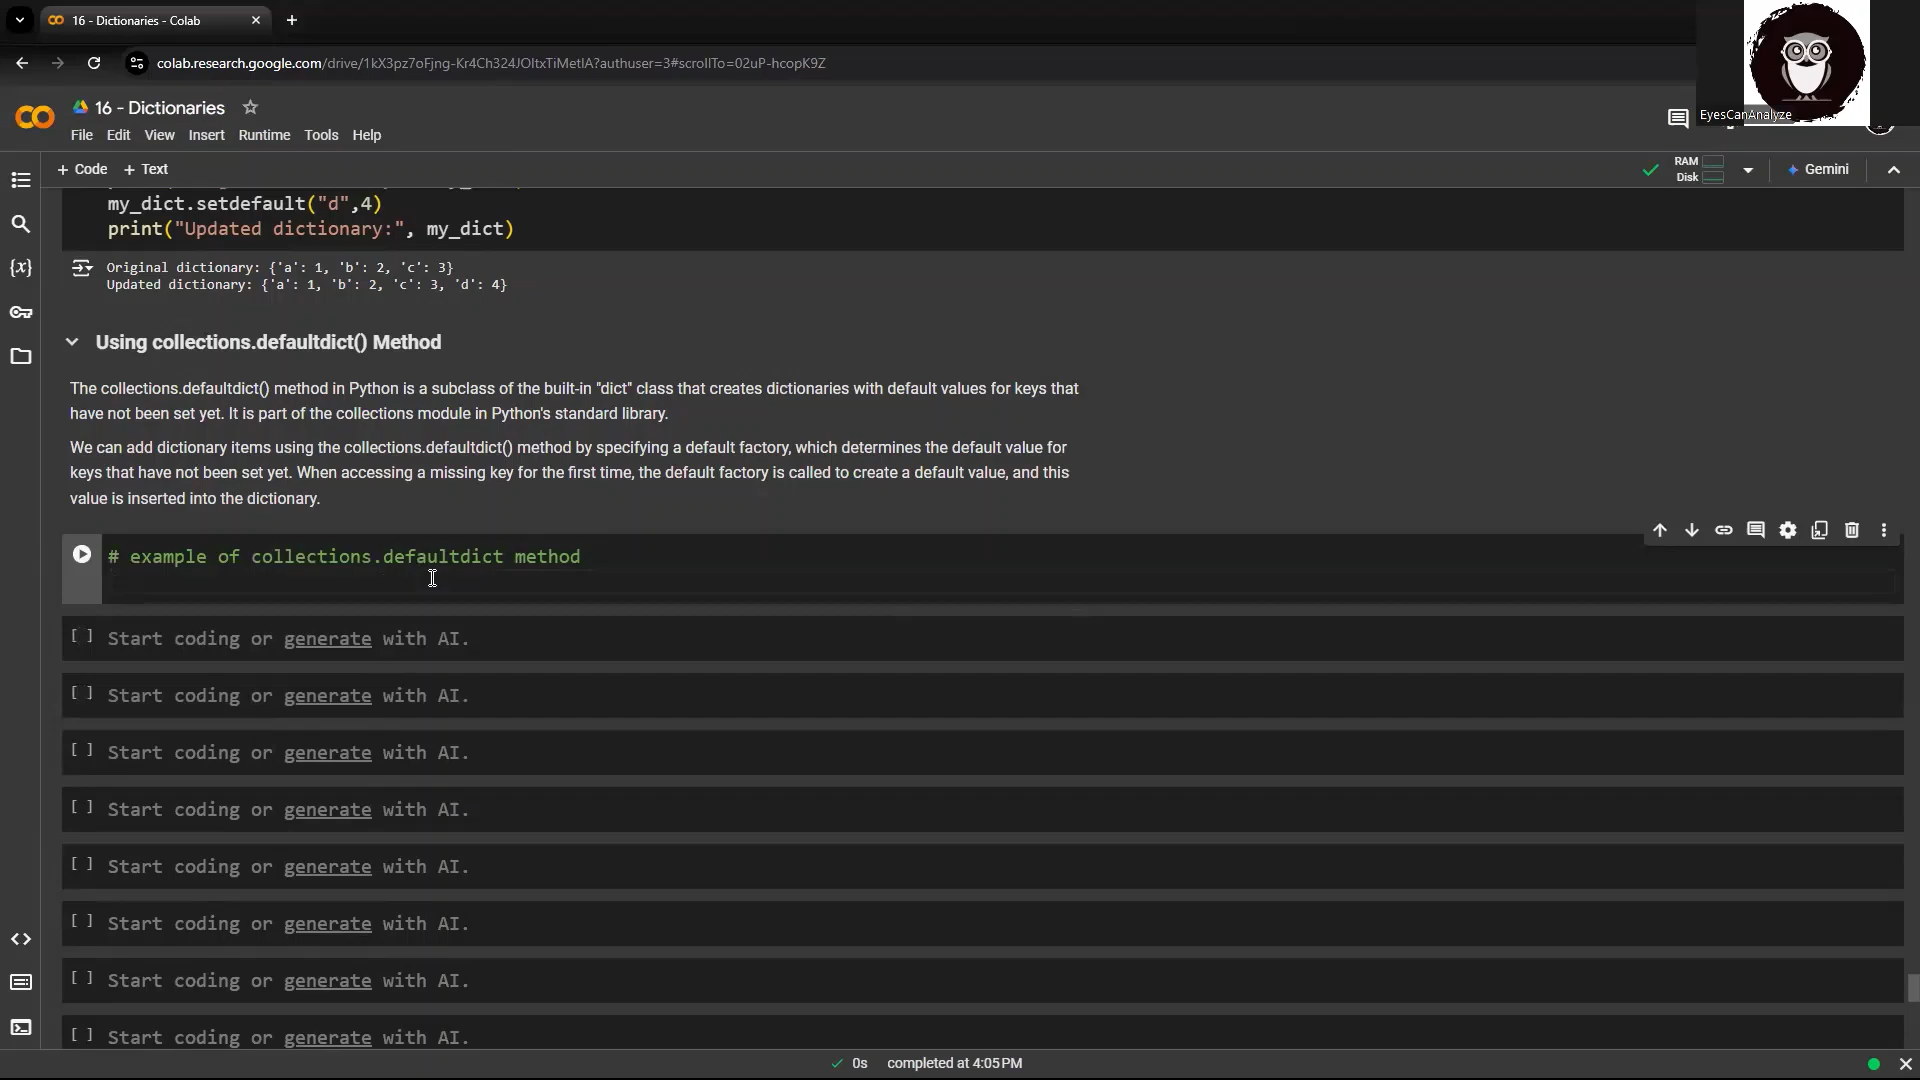 16 - Dictionaries - Colab
colab.research.google.com/drive/1kX3pz7oFjng-Kr4Ch324JOltxTiMetlA?authuser=3#scrollTo=02uP-hcopK9Z
EyesCanAnalyze
16 - Dictionaries
File Edit View Insert Runtime Tools Help
+ Code + Text
RAM
Disk
Gemini
my_dict.setdefault("d",4)
print("Updated dictionary:", my_dict)
Original dictionary: {'a': 1, 'b': 2, 'c': 3}
Updated dictionary: {'a': 1, 'b': 2, 'c': 3, 'd': 4}
Using collections.defaultdict() Method
The collections.defaultdict() method in Python is a subclass of the built-in "dict" class that creates dictionaries with default values for keys that
have not been set yet. It is part of the collections module in Python's standard library.
We can add dictionary items using the collections.defaultdict() method by specifying a default factory, which determines the default value for
keys that have not been set yet. When accessing a missing key for the first time, the default factory is called to create a default value, and this
value is inserted into the dictionary.
# example of collections.defaultdict method
[ ] Start coding or generate with AI.
[ ] Start coding or generate with AI.
[ ] Start coding or generate with AI.
[ ] Start coding or generate with AI.
[ ] Start coding or generate with AI.
[ ] Start coding or generate with AI.
[ ] Start coding or generate with AI.
[ ] Start coding or generate with AI.
0s completed at 4:05 PM